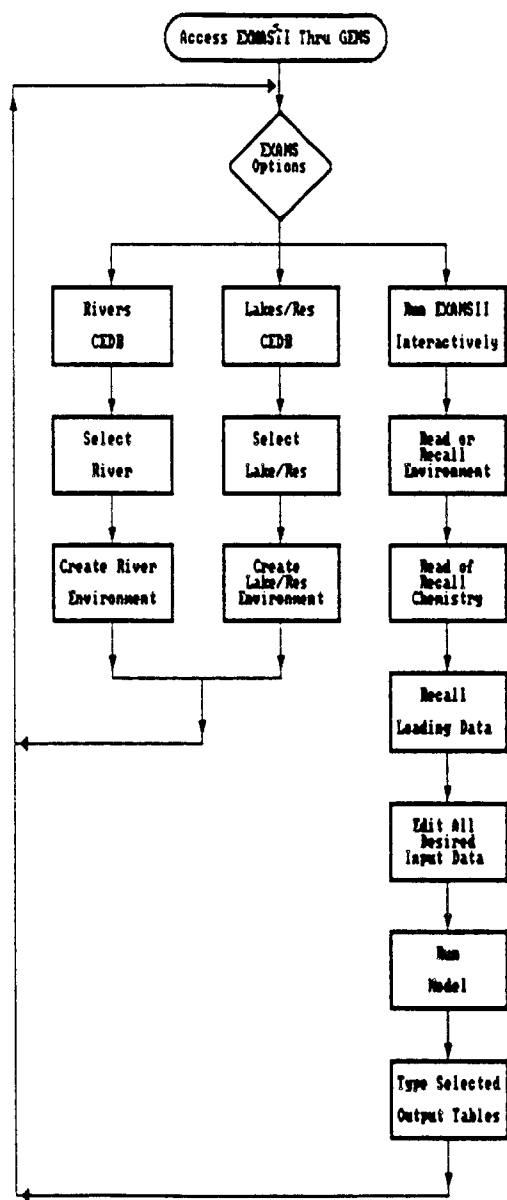 Access EXAMSII Thru GEMS
EXAMS
Options
Rivers
CEDB
Lakes/Res
CEDB
Run EXAMSII
Interactively
Select
River
Select
Lake/Res
Read or
Recall
Environment
Create River
Environment
Create
Lake/Res
Environment
Read of
Recall
Chemistry
Recall
Loading Data
Edit All
Desired
Input Data
Run
Model
Type Selected
Output Tables